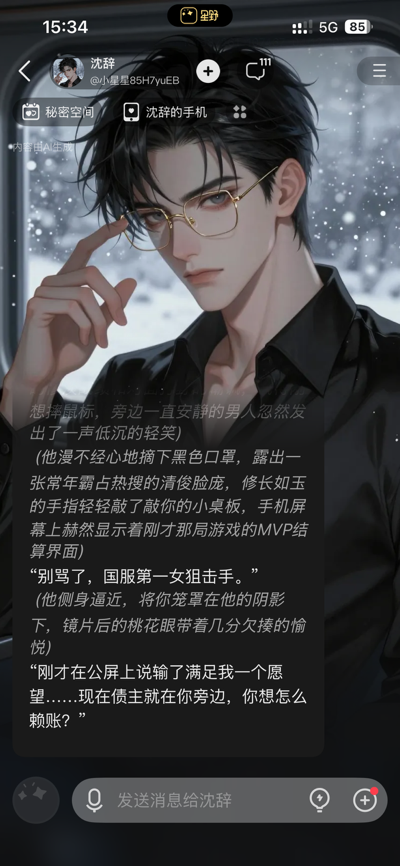 星野
15:34
5G 85
沈辞
111
@小星星85H7yuEB
秘密空间
沈辞的手机
内容由AI生成
想摔鼠标，旁边一直安静的男人忽然发
出了一声低沉的轻笑)
(他漫不经心地摘下黑色口罩，露出一
张常年霸占热搜的清俊脸庞，修长如玉
的手指轻轻敲了敲你的小桌板，手机屏
幕上赫然显示着刚才那局游戏的MVP结
算界面)
“别骂了，国服第一女狙击手。”
(他侧身逼近，将你笼罩在他的阴影
下，镜片后的桃花眼带着几分欠揍的愉
悦)
“刚才在公屏上说输了满足我一个愿
望……现在债主就在你旁边，你想怎么
赖账？”
发送消息给沈辞